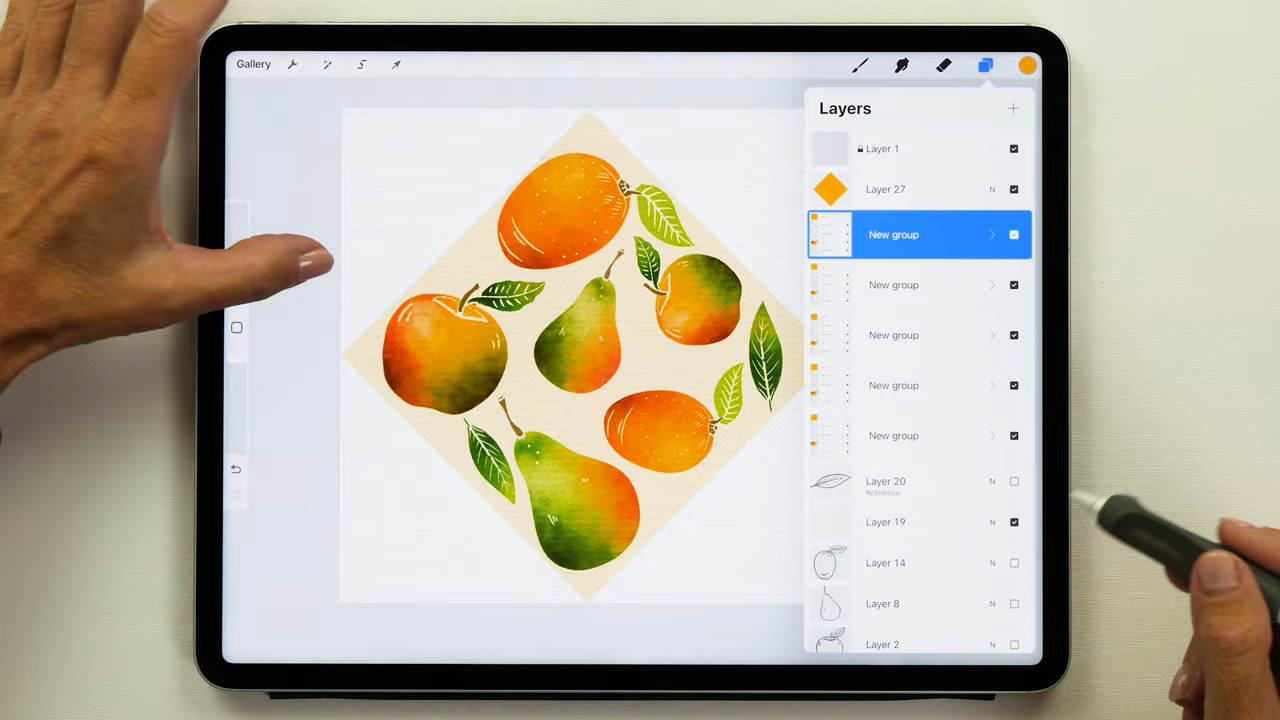 Gallery
Layers
Layer 1
Layer 27 N
New group
New group
New group
New group
New group
Layer 20 N
Reference
Layer 19 N
Layer 14 N
Layer 8 N
Layer 2 N